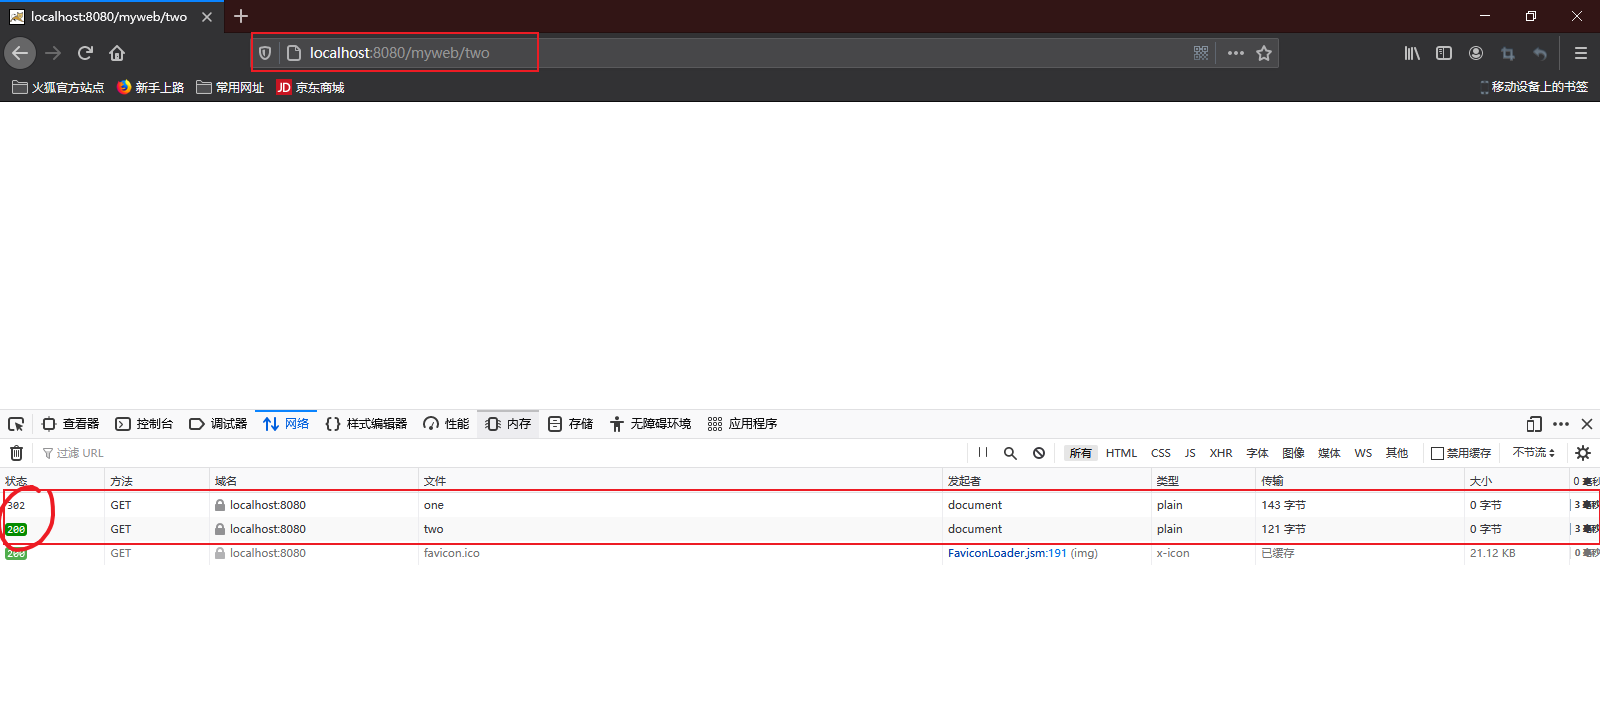 localhost:8080/myweb/two
localhost:8080/myweb/two
火狐官方站点 新手上路 常用网址 JD 京东商城 移动设备上的书签
查看器 控制台 调试器 网络 样式编辑器 性能 内存 存储 无障碍环境 应用程序
过滤 URL 所有 HTML CSS JS XHR 字体 图像 媒体 WS 其他 禁用缓存 不节流
状态 方法 域名 文件 发起者 类型 传输 大小 0 毫秒
302 GET localhost:8080 one document plain 143 字节 0 字节 3 毫秒
200 GET localhost:8080 two document plain 121 字节 0 字节 3 毫秒
200 GET localhost:8080 favicon.ico FaviconLoader.jsm:191 (img) x-icon 已缓存 21.12 KB 0 毫秒